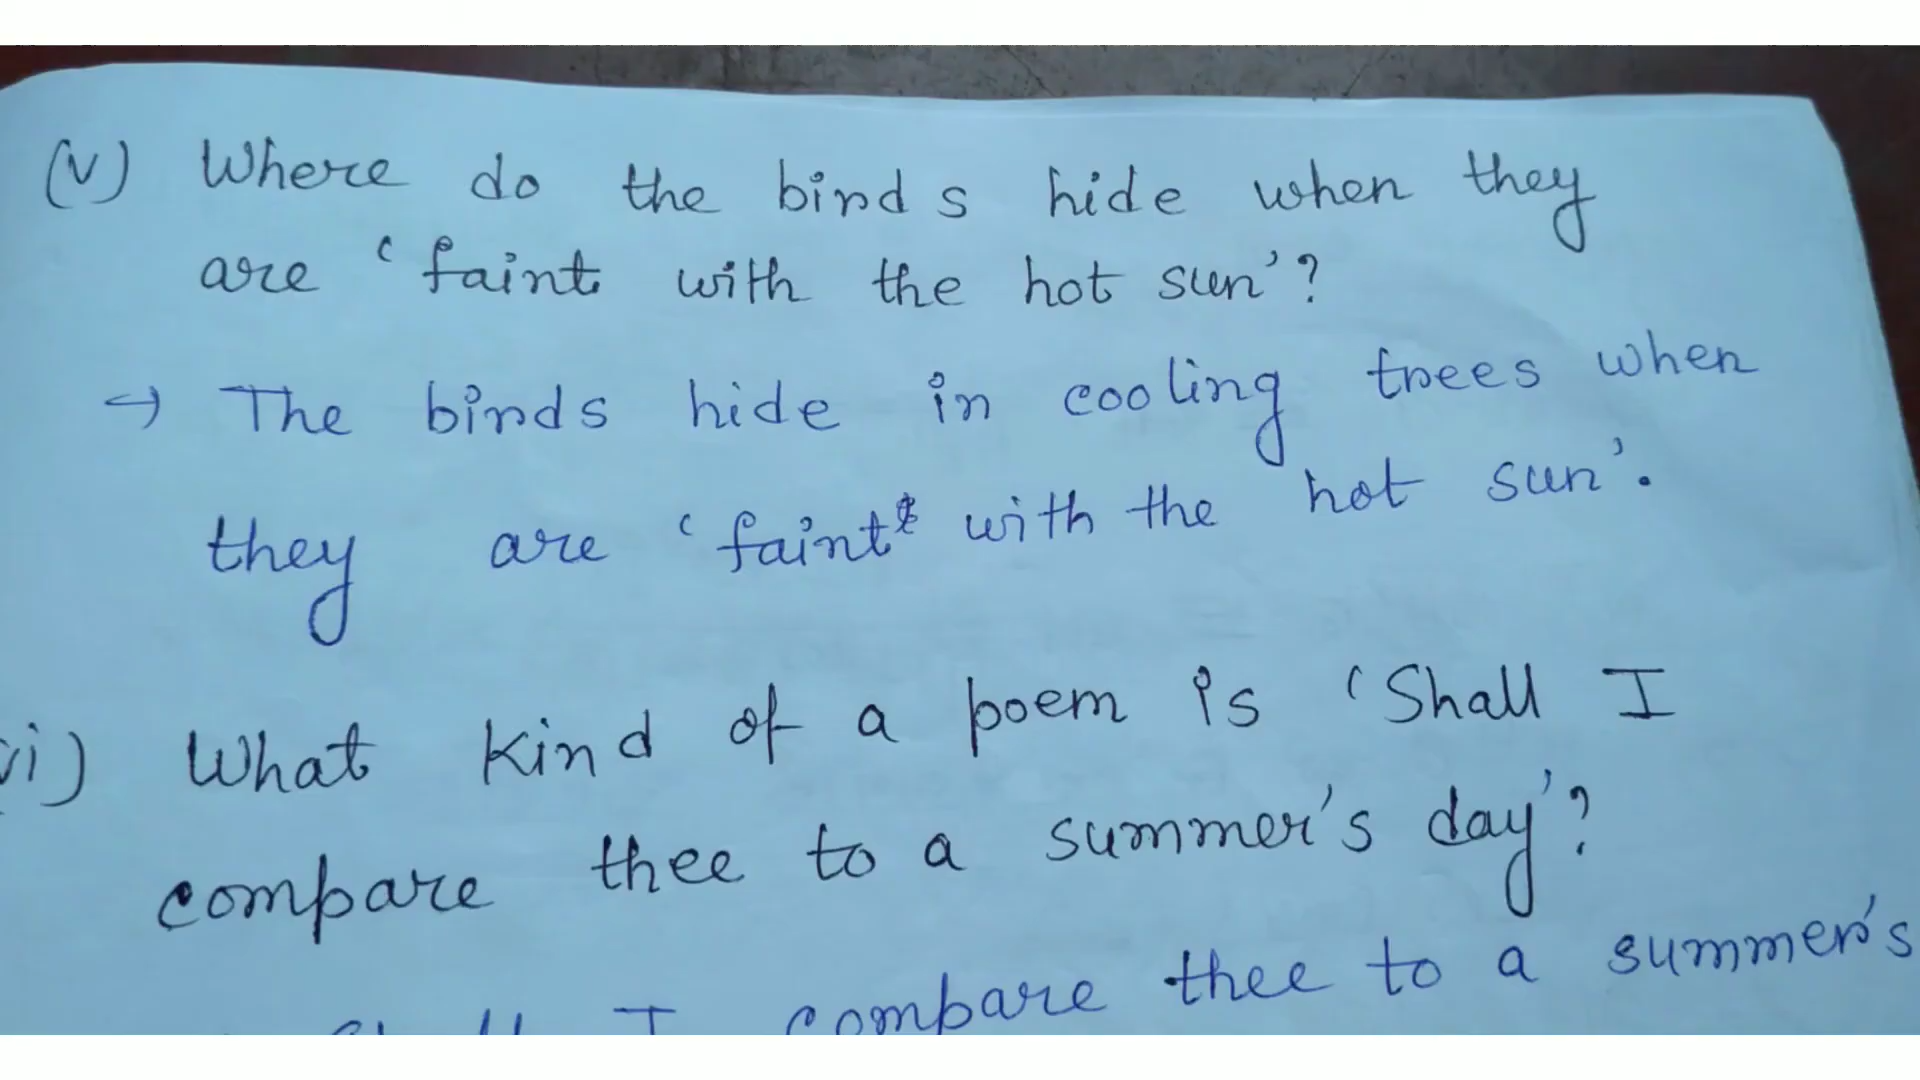 (v) Where do the birds hide when they
are 'faint with the hot sun'?
→ The birds hide in cooling trees when
they are 'faint with the hot sun'.
vi) What kind of a poem is 'Shall I
compare thee to a summer's day'?
Shall I compare thee to a summer's